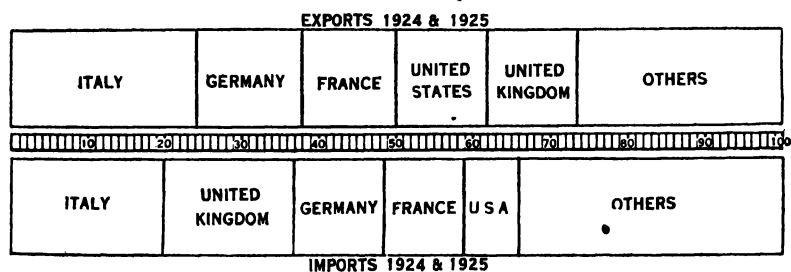 EXPORTS 1924 & 1925
ITALY
GERMANY
FRANCE
UNITED
STATES
UNITED
KINGDOM
OTHERS
10 20 30 40 50 60 70 80 90 100
ITALY
UNITED
KINGDOM
GERMANY
FRANCE
U S A
OTHERS
IMPORTS 1924 & 1925